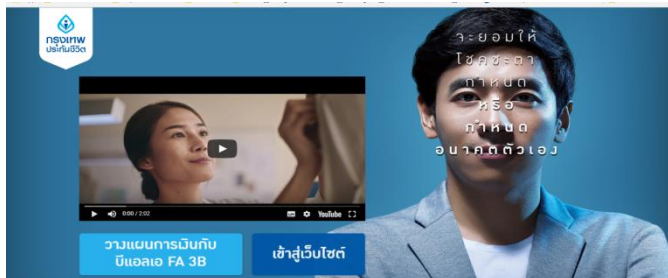 กรุงเทพ
ประกันชีวิต
จะยอมให้
โชคชะตา
กำหนด
หรือ
กำหนด
อนาคตตัวเอง
0:00 / 2:02
YouTube
วางแผนการเงินกับ
บีแอลเอ FA 3B
เข้าสู่เว็บไซต์